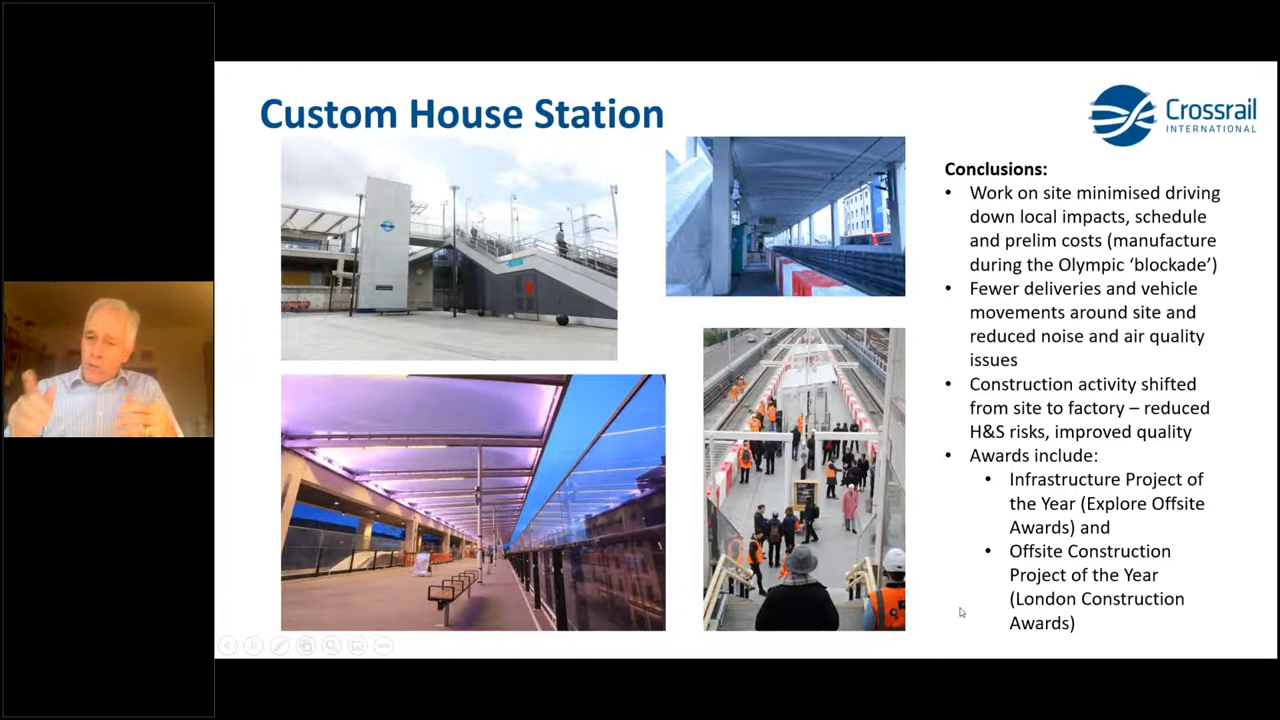 Custom House Station
Crossrail
INTERNATIONAL
Conclusions:
• Work on site minimised driving
down local impacts, schedule
and prelim costs (manufacture
during the Olympic ‘blockade’)
• Fewer deliveries and vehicle
movements around site and
reduced noise and air quality
issues
• Construction activity shifted
from site to factory – reduced
H&S risks, improved quality
• Awards include:
• Infrastructure Project of
the Year (Explore Offsite
Awards) and
• Offsite Construction
Project of the Year
(London Construction
Awards)